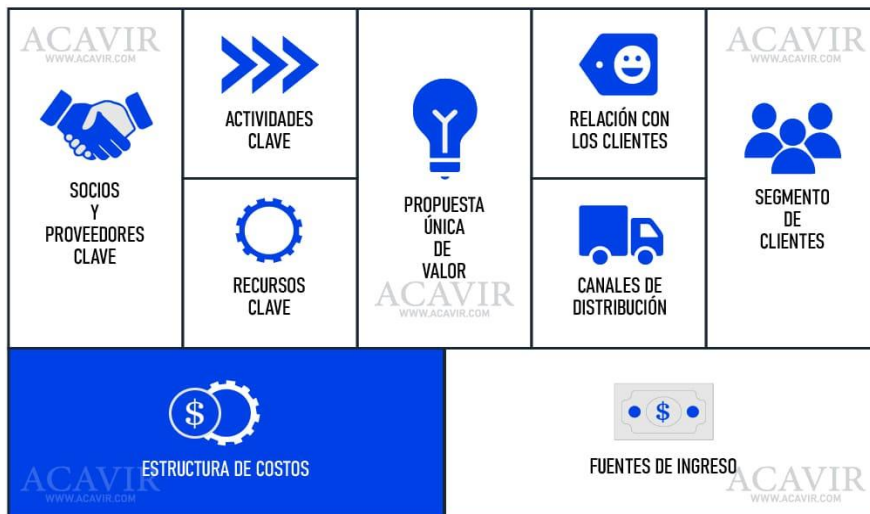 ACAVIR
WWW.ACAVIR.COM
SOCIOS
Y
PROVEEDORES
CLAVE
ACTIVIDADES
CLAVE
RECURSOS
CLAVE
PROPUESTA
ÚNICA
DE
VALOR
ACAVIR
WWW.ACAVIR.COM
RELACIÓN CON
LOS CLIENTES
CANALES DE
DISTRIBUCIÓN
ACAVIR
WWW.ACAVIR.COM
SEGMENTO
DE
CLIENTES
$
ESTRUCTURA DE COSTOS
ACAVIR
WWW.ACAVIR.COM
$
FUENTES DE INGRESO
ACAVIR
WWW.ACAVIR.COM